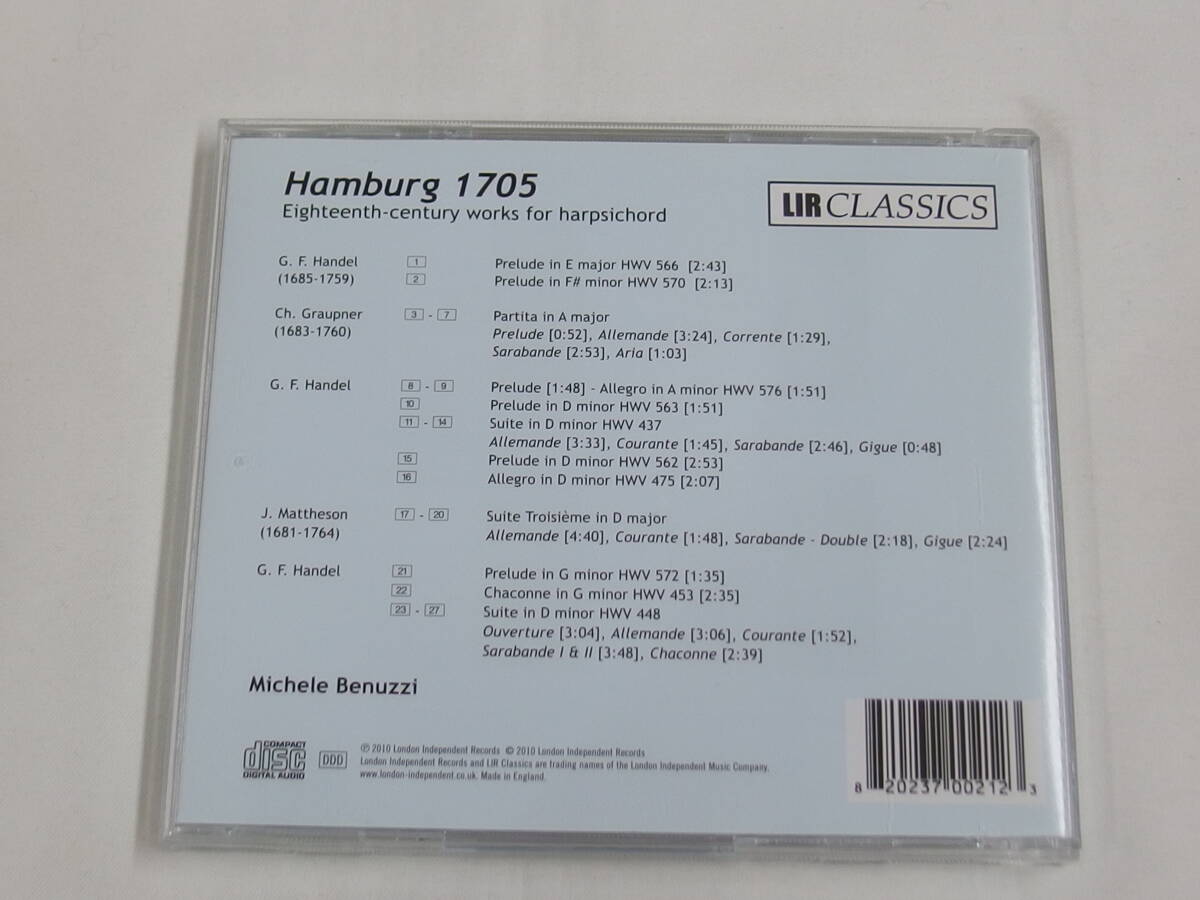 Hamburg 1705
Eighteenth-century works for harpsichord
LIR CLASSICS
G. F. Handel 1 Prelude in E major HWV 566 [2:43]
(1685-1759) 2 Prelude in F# minor HWV 570 [2:13]
Ch. Graupner 3 - 7 Partita in A major
(1683-1760) Prelude [0:52], Allemande [3:24], Corrente [1:29],
Sarabande [2:53], Aria [1:03]
G. F. Handel 8 - 9 Prelude [1:48] - Allegro in A minor HWV 576 [1:51]
10 Prelude in D minor HWV 563 [1:51]
11 - 14 Suite in D minor HWV 437
Allemande [3:33], Courante [1:45], Sarabande [2:46], Gigue [0:48]
15 Prelude in D minor HWV 562 [2:53]
16 Allegro in D minor HWV 475 [2:07]
J. Mattheson 17 - 20 Suite Troisième in D major
(1681-1764) Allemande [4:40], Courante [1:48], Sarabande - Double [2:18], Gigue [2:24]
G. F. Handel 21 Prelude in G minor HWV 572 [1:35]
22 Chaconne in G minor HWV 453 [2:35]
23 - 27 Suite in D minor HWV 448
Ouverture [3:04], Allemande [3:06], Courante [1:52],
Sarabande I & II [3:48], Chaconne [2:39]
Michele Benuzzi
COMPACT
disc
DIGITAL AUDIO
DDD
℗ 2010 London Independent Records © 2010 London Independent Records
London Independent Records and LIR Classics are trading names of the London Independent Music Company.
www.london-independent.co.uk. Made in England.
8 20237 00212 3